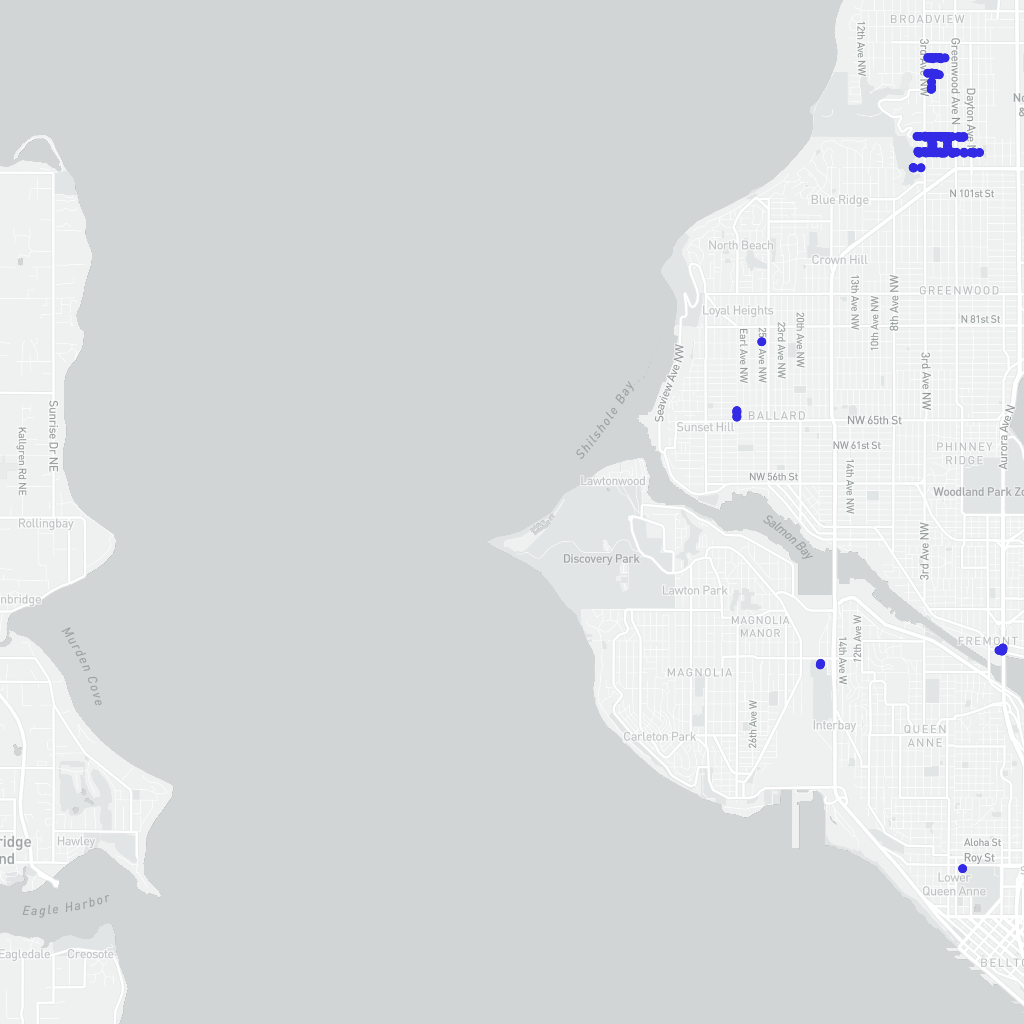 BROADVIEW
12th Ave NW
3rd Ave NW
Greenwood Ave N
Dayton Ave N
No
&
N 101st St
Blue Ridge
North Beach
Crown Hill
13th Ave NW
10th Ave NW
8th Ave NW
GREENWOOD
Loyal Heights
N 81st St
Earl Ave NW
25th Ave NW
23rd Ave NW
20th Ave NW
Seaview Ave NW
3rd Ave NW
Shilshole Bay
Sunset Hill
BALLARD
NW 65th St
Aurora Ave N
NW 61st St
PHINNEY
RIDGE
NW 56th St
14th Ave NW
Woodland Park Zo
Lawtonwood
Salmon Bay
3rd Ave NW
Discovery Park
Lawton Park
MAGNOLIA
MANOR
12th Ave W
14th Ave W
FREMONT
MAGNOLIA
26th Ave W
Interbay
QUEEN
ANNE
Carleton Park
Aloha St
Roy St
Lower
Queen Anne
S
BELLTO
Sunrise Dr NE
Kallgren Rd NE
Rollingbay
nbridge
Murden Cove
ridge
nd
Hawley
Eagle Harbor
Eagledale
Creosote